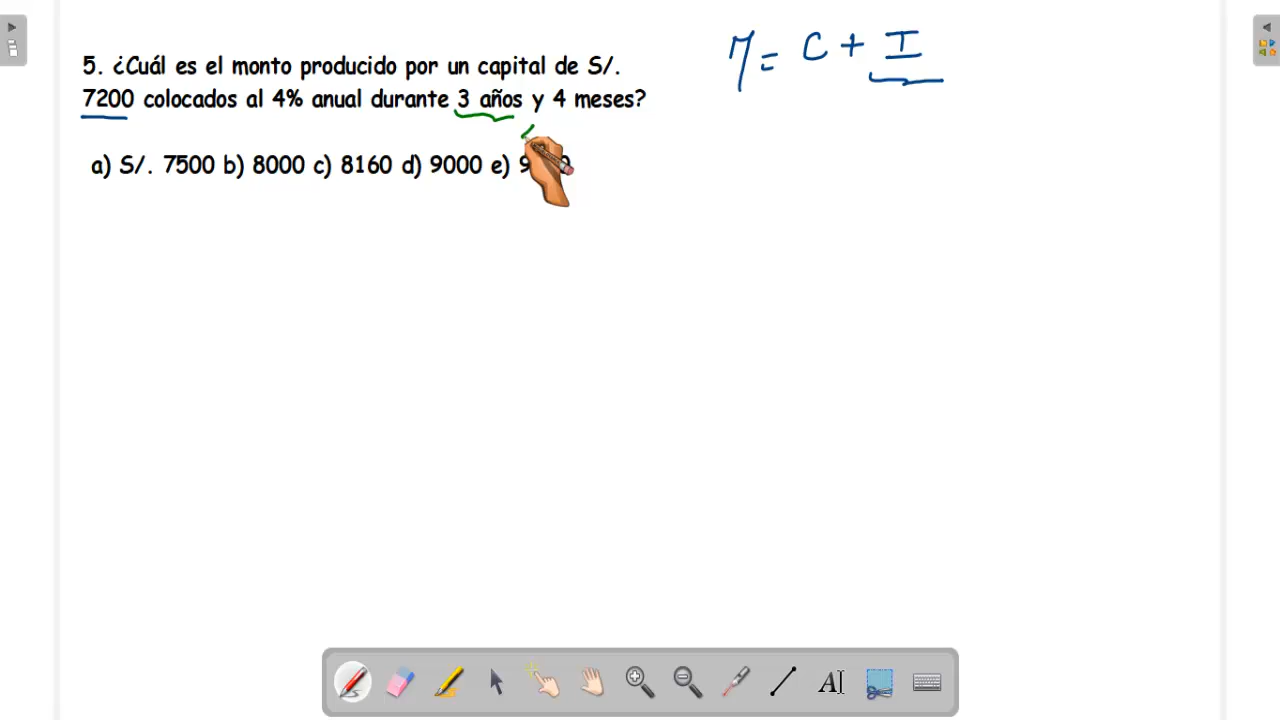 5. ¿Cuál es el monto producido por un capital de S/.
7200 colocados al 4% anual durante 3 años y 4 meses?
a) S/. 7500 b) 8000 c) 8160 d) 9000 e)
M = C + I
AI